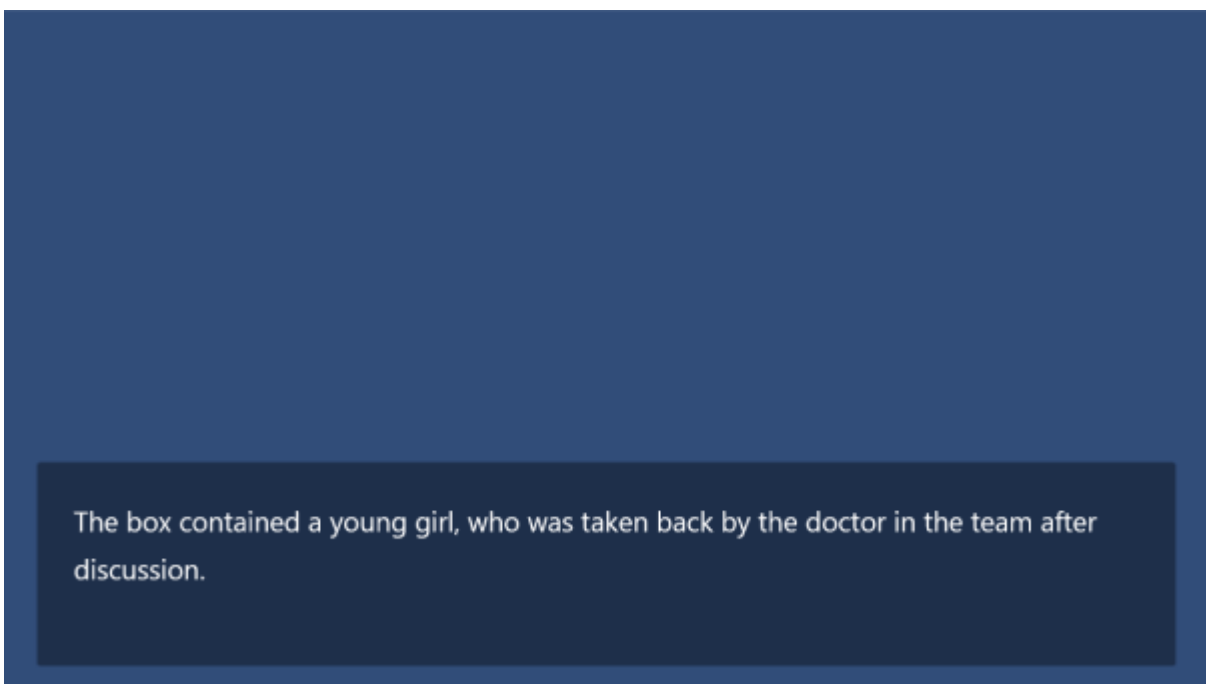 The box contained a young girl, who was taken back by the doctor in the team after
discussion.